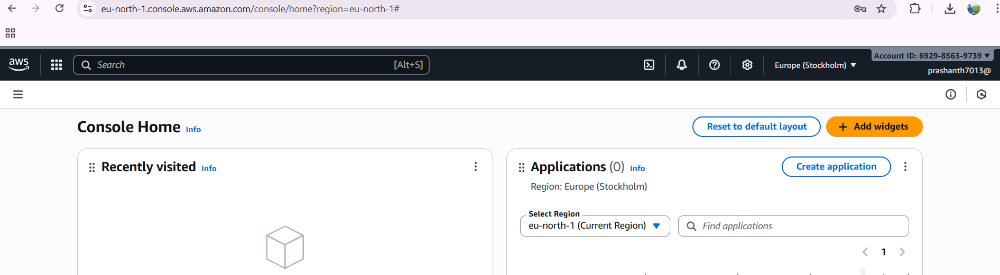 eu-north-1.console.aws.amazon.com/console/home?region=eu-north-1#
aws
Search
[Alt+S]
Europe (Stockholm)
Account ID: 6929-8563-9739
prashanth7013@
Console Home Info
Reset to default layout
+ Add widgets
Recently visited Info
Applications (0) Info
Create application
Region: Europe (Stockholm)
Select Region
eu-north-1 (Current Region)
Find applications
1